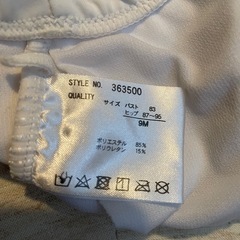 STYLE NO. 363500
QUALITY
サイズ バスト 83
ヒップ 87~95
9M
ポリエステル 85%
ポリウレタン 15%